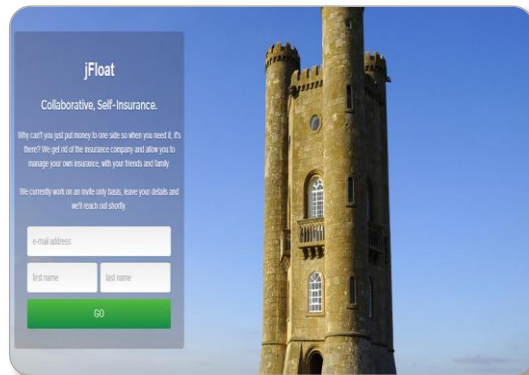 jFloat
Collaborative, Self-Insurance.
Why can't you just put money to one side so when you need it, it's
there? We get rid of the insurance company and allow you to
manage your own insurance, with your friends and family.
We currently work on an invite only basis, leave your details and
we'll reach out shortly.
e-mail address
first name last name
GO